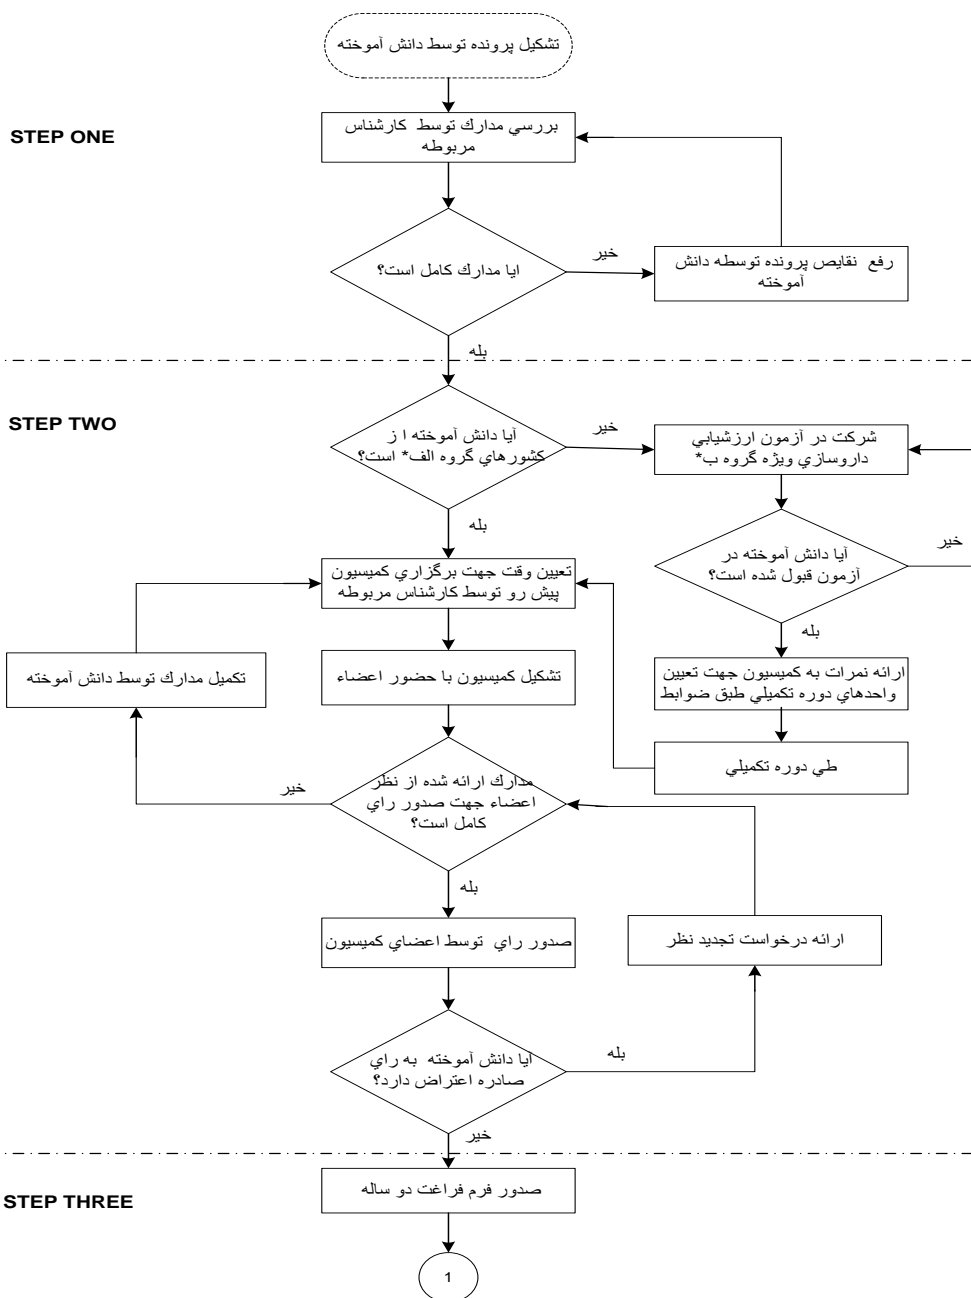 تشكيل پرونده توسط دانش آموخته
STEP ONE
بررسي مدارك توسط كارشناس
مربوطه
ايا مدارك كامل است؟
خير
رفع نقايص پرونده توسطه دانش
آموخته
بله
STEP TWO
آيا دانش آموخته ا ز
كشورهاي گروه الف* است؟
خير
شركت در آزمون ارزشيابي
داروسازي ويژه گروه ب*
بله
آيا دانش آموخته در
آزمون قبول شده است؟
خير
تعيين وقت جهت برگزاري كميسيون
پيش رو توسط كارشناس مربوطه
بله
تكميل مدارك توسط دانش آموخته
تشكيل كميسيون با حضور اعضاء
ارائه نمرات به كميسيون جهت تعيين
واحدهاي دوره تكميلي طبق ضوابط
طي دوره تكميلي
مدارك ارائه شده از نظر
اعضاء جهت صدور راي
كامل است؟
خير
بله
صدور راي توسط اعضاي كميسيون
ارائه درخواست تجديد نظر
ايا دانش آموخته به راي
صادره اعتراض دارد؟
بله
خير
STEP THREE
صدور فرم فراغت دو ساله
1